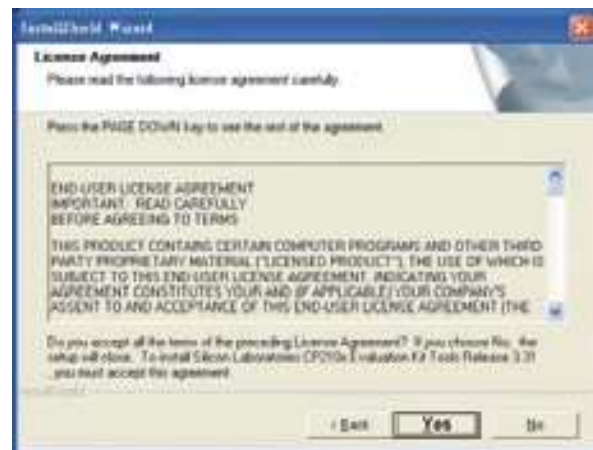 InstallShield Wizard
License Agreement
Please read the following license agreement carefully.
Press the PAGE DOWN key to see the rest of the agreement.
END-USER LICENSE AGREEMENT
IMPORTANT: READ CAREFULLY
BEFORE AGREEING TO TERMS
THIS PRODUCT CONTAINS CERTAIN COMPUTER PROGRAMS AND OTHER THIRD
PARTY PROPRIETARY MATERIAL ("LICENSED PRODUCT"), THE USE OF WHICH IS
SUBJECT TO THIS END-USER LICENSE AGREEMENT. INDICATING YOUR
AGREEMENT CONSTITUTES YOUR AND (IF APPLICABLE) YOUR COMPANY'S
ASSENT TO AND ACCEPTANCE OF THIS END-USER LICENSE AGREEMENT (THE
Do you accept all the terms of the preceding License Agreement? If you choose No, the
setup will close. To install Silicon Laboratories CP210x Evaluation Kit Tools Release 3.31
, you must accept this agreement.
InstallShield
< Back
Yes
No